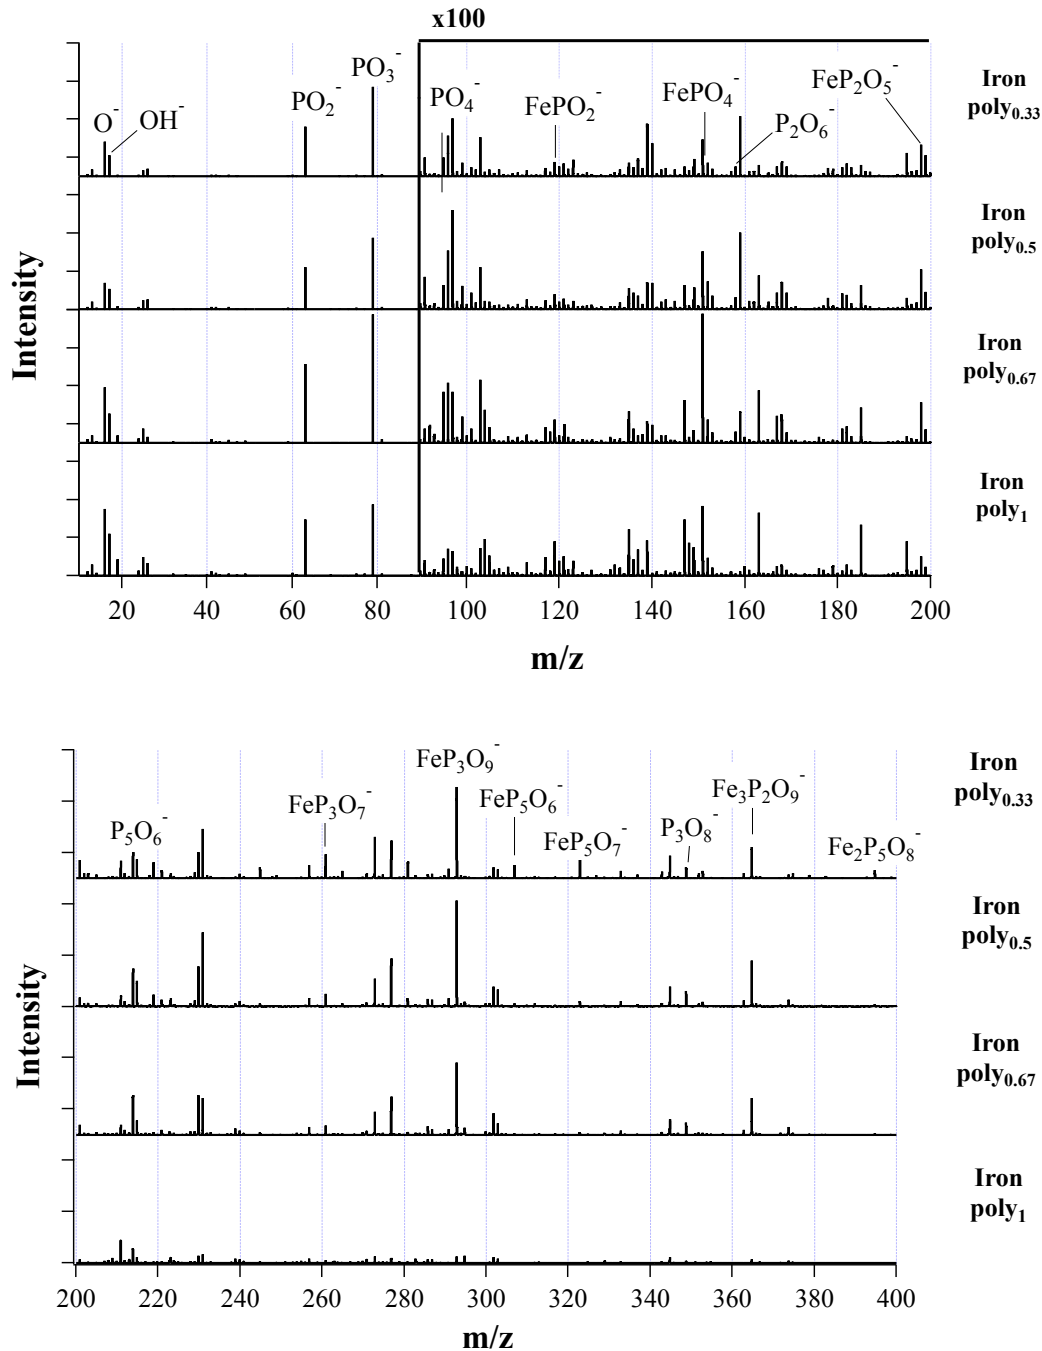 x100
O⁻
OH⁻
PO₂⁻
PO₃⁻
PO₄⁻
FePO₂⁻
FePO₄⁻
P₂O₆⁻
FeP₂O₅⁻
Iron
poly₀.₃₃
Iron
poly₀.₅
Iron
poly₀.₆₇
Iron
poly₁
Intensity
20 40 60 80 100 120 140 160 180 200
m/z
P₅O₆⁻
FeP₃O₇⁻
FeP₃O₉⁻
FeP₅O₆⁻
FeP₅O₇⁻
P₃O₈⁻
Fe₃P₂O₉⁻
Fe₂P₅O₈⁻
Iron
poly₀.₃₃
Iron
poly₀.₅
Iron
poly₀.₆₇
Iron
poly₁
Intensity
200 220 240 260 280 300 320 340 360 380 400
m/z